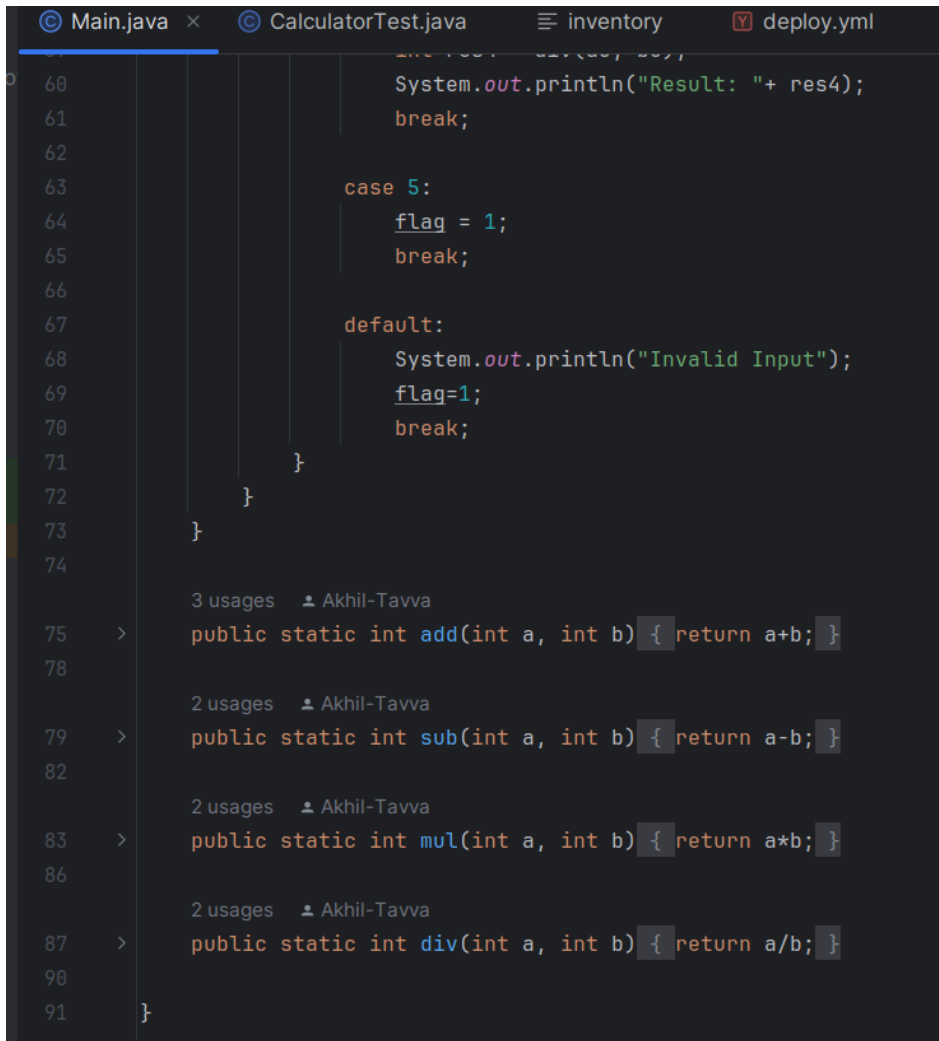 Main.java × CalculatorTest.java inventory deploy.yml
60 System.out.println("Result: "+ res4);
61 break;
62
63 case 5:
64 flag = 1;
65 break;
66
67 default:
68 System.out.println("Invalid Input");
69 flag=1;
70 break;
71 }
72 }
73 }
74
3 usages Akhil-Tavva
75 > public static int add(int a, int b) { return a+b; }
78
2 usages Akhil-Tavva
79 > public static int sub(int a, int b) { return a-b; }
82
2 usages Akhil-Tavva
83 > public static int mul(int a, int b) { return a*b; }
86
2 usages Akhil-Tavva
87 > public static int div(int a, int b) { return a/b; }
90
91 }